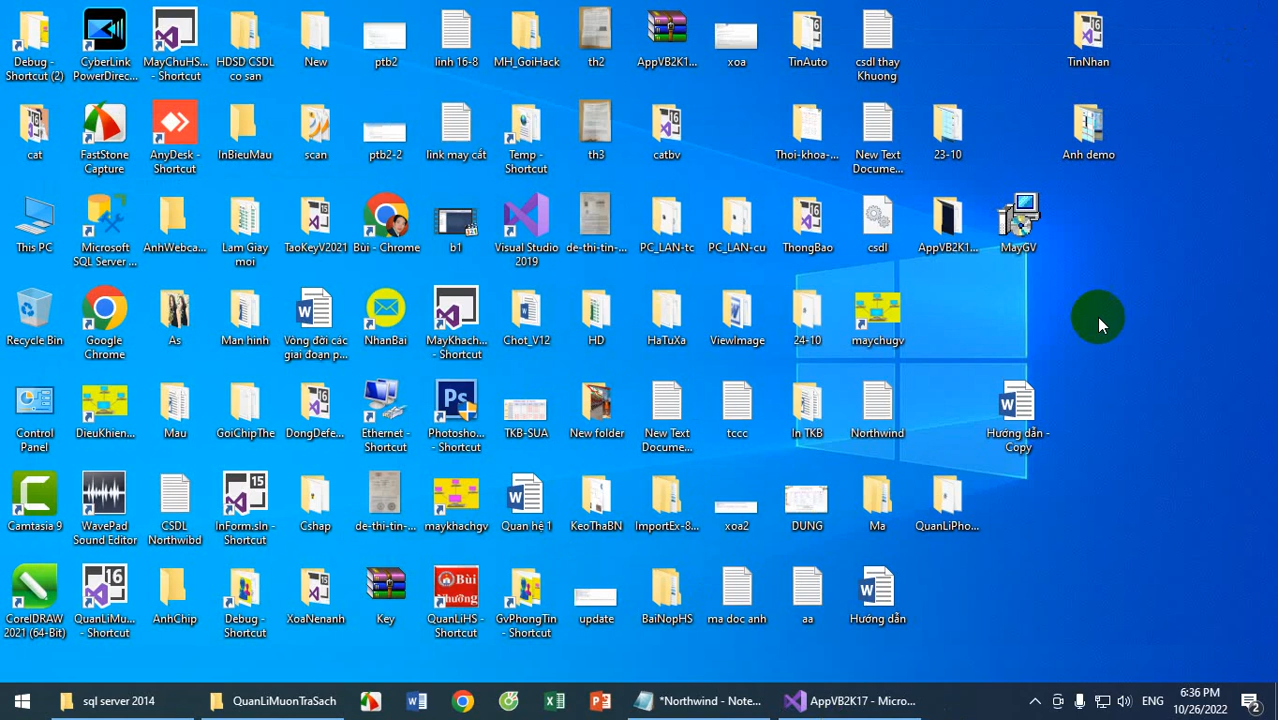 Debug - Shortcut (2)
CyberLink PowerDirec...
MayChuHS... - Shortcut
HDSD CSDL co san
New
ptb2
linh 16-8
MH_GoiHack
th2
AppVB2K1...
xoa
TinAuto
csdl thay Khuong
TinNhan
cat
FastStone Capture
AnyDesk - Shortcut
InBieuMau
scan
ptb2-2
link may cắt
Temp - Shortcut
th3
catbv
Thoi-khoa-...
New Text Docume...
23-10
Anh demo
This PC
Microsoft SQL Server ...
AnhWebca...
Lam Giay moi
TaoKeyV2021
Bùi - Chrome
b1
Visual Studio 2019
de-thi-tin-...
PC_LAN-tc
PC_LAN-cu
ThongBao
csdl
AppVB2K1...
MayGV
Recycle Bin
Google Chrome
As
Man hinh
Vòng đời các giai đoạn p...
NhanBai
MayKhach... - Shortcut
Chot_V12
HD
HaTuXa
ViewImage
24-10
maychugv
Control Panel
DieuKhien...
Mau
GoiChipThe
DongDefe...
Ethernet - Shortcut
Photosho... - Shortcut
TKB-SUA
New folder
New Text Docume...
tccc
In TKB
Northwind
Hướng dẫn - Copy
Camtasia 9
WavePad Sound Editor
CSDL Northwibd
InForm.sln - Shortcut
Cshap
de-thi-tin-...
maykhachgv
Quan hệ 1
KeoThaBN
ImportEx-8...
xoa2
DUNG
Ma
QuanLiPho...
CorelDRAW 2021 (64-Bit)
QuanLiMu... - Shortcut
AnhChip
Debug - Shortcut
XoaNenanh
Key
Bùi Nhướng
QuanLiHS - Shortcut
GvPhongTin - Shortcut
update
BaiNopHS
ma doc anh
aa
Hướng dẫn
sql server 2014
QuanLiMuonTraSach
*Northwind - Note...
AppVB2K17 - Micro...
ENG
6:36 PM
10/26/2022
2